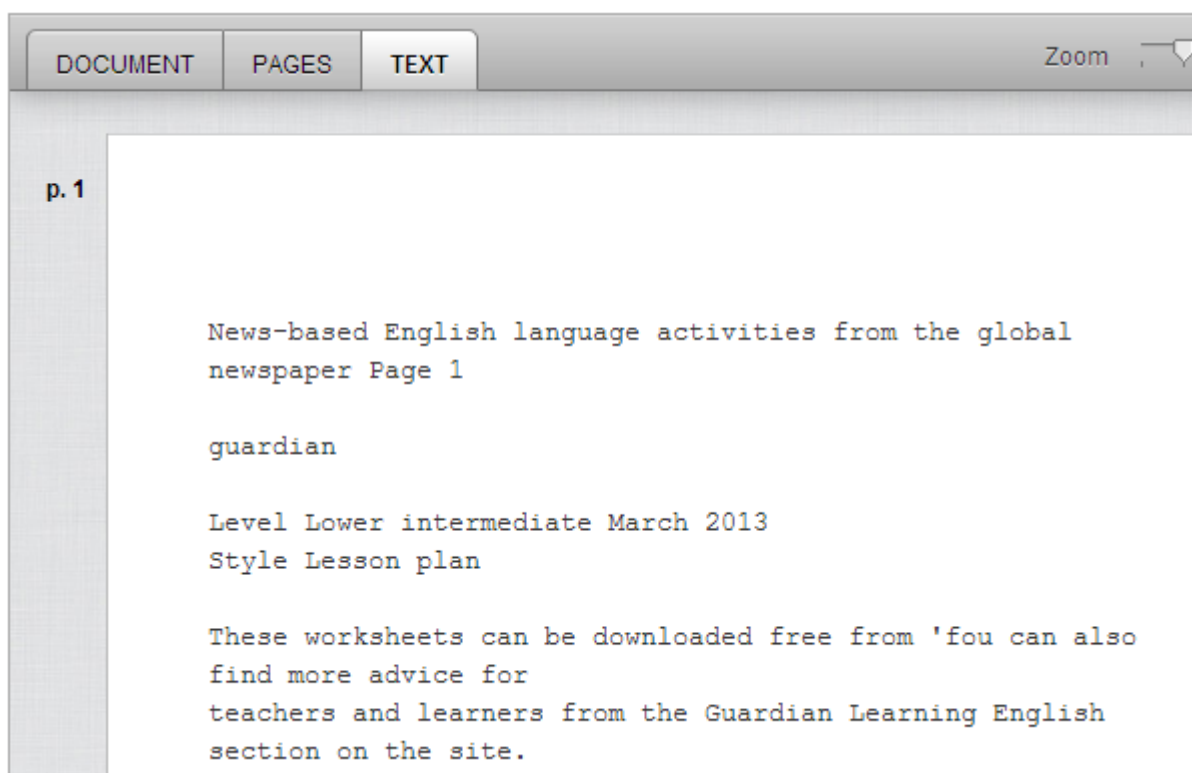 DOCUMENT PAGES TEXT Zoom
p. 1
News-based English language activities from the global
newspaper Page 1
guardian
Level Lower intermediate March 2013
Style Lesson plan
These worksheets can be downloaded free from 'fou can also
find more advice for
teachers and learners from the Guardian Learning English
section on the site.